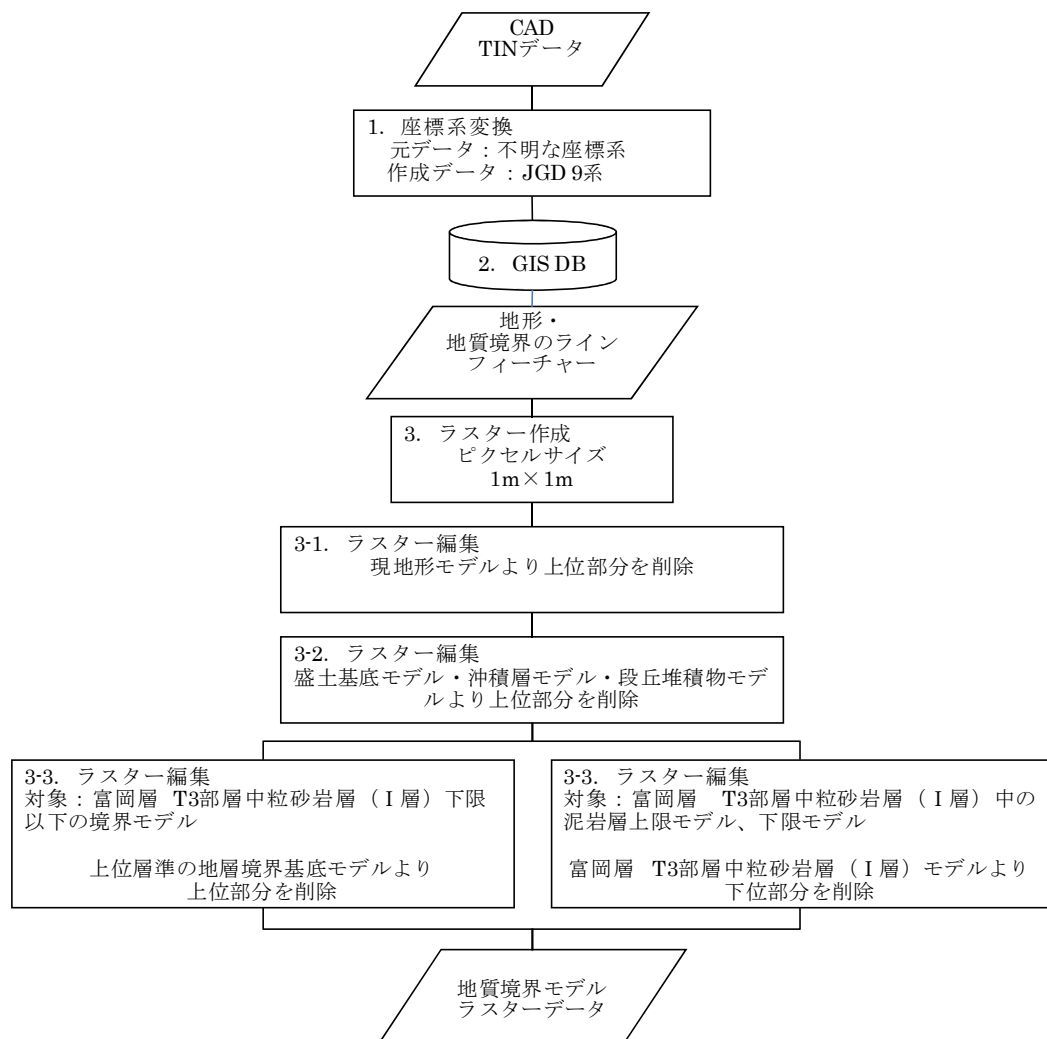 CAD
TINデータ
1. 座標系変換
元データ：不明な座標系
作成データ：JGD 9系
2. GIS DB
地形・
地質境界のライン
フィーチャー
3. ラスター作成
ピクセルサイズ
1m×1m
3-1. ラスター編集
現地形モデルより上位部分を削除
3-2. ラスター編集
盛土基底モデル・沖積層モデル・段丘堆積物モデ
ルより上位部分を削除
3-3. ラスター編集
対象：富岡層 T3部層中粒砂岩層（Ⅰ層）下限
以下の境界モデル
上位層準の地層境界基底モデルより
上位部分を削除
3-3. ラスター編集
対象：富岡層 T3部層中粒砂岩層（Ⅰ層）中の
泥岩層上限モデル、下限モデル
富岡層 T3部層中粒砂岩層（Ⅰ層）モデルより
下位部分を削除
地質境界モデル
ラスターデータ